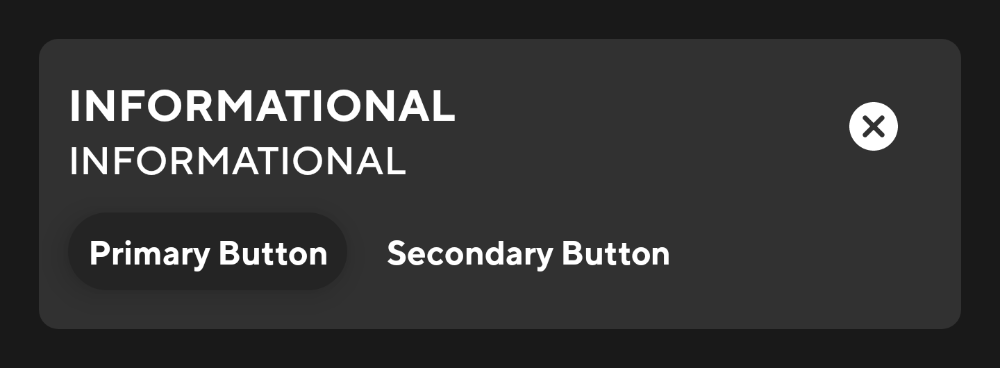 INFORMATIONAL
INFORMATIONAL
Primary Button Secondary Button